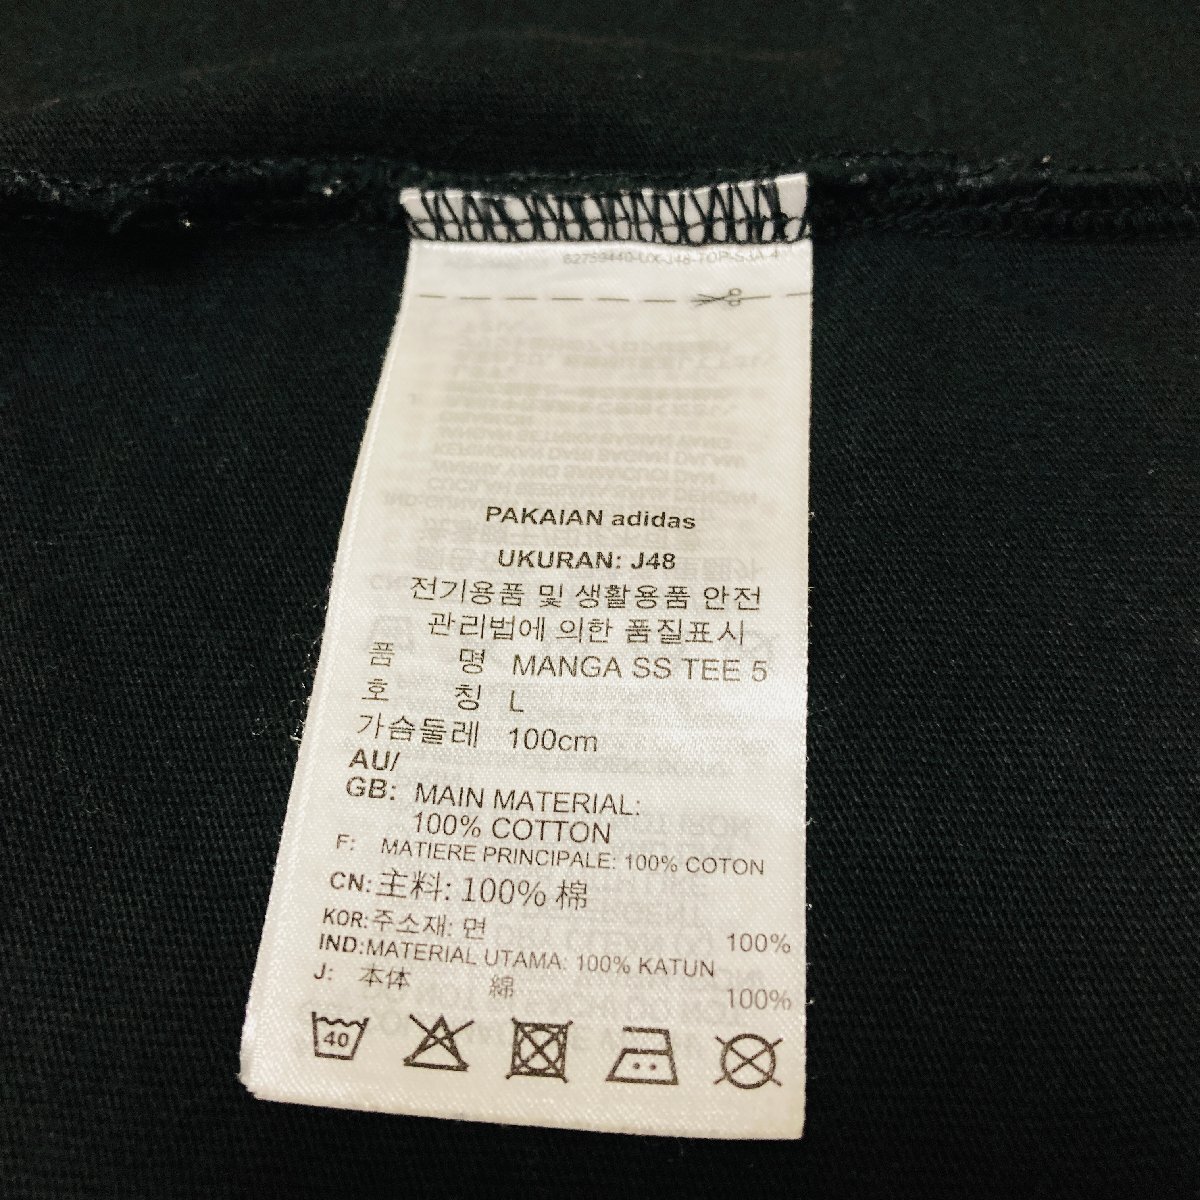 PAKAIAN adidas
UKURAN: J48
전기용품 및 생활용품 안전
관리법에 의한 품질표시
품 명 MANGA SS TEE 5
호 칭 L
가슴둘레 100cm
AU/
GB: MAIN MATERIAL:
100% COTTON
F: MATIERE PRINCIPALE: 100% COTON
CN:主料: 100% 棉
KOR:주소재: 면 100%
IND:MATERIAL UTAMA: 100% KATUN
J: 本体 綿 100%
40